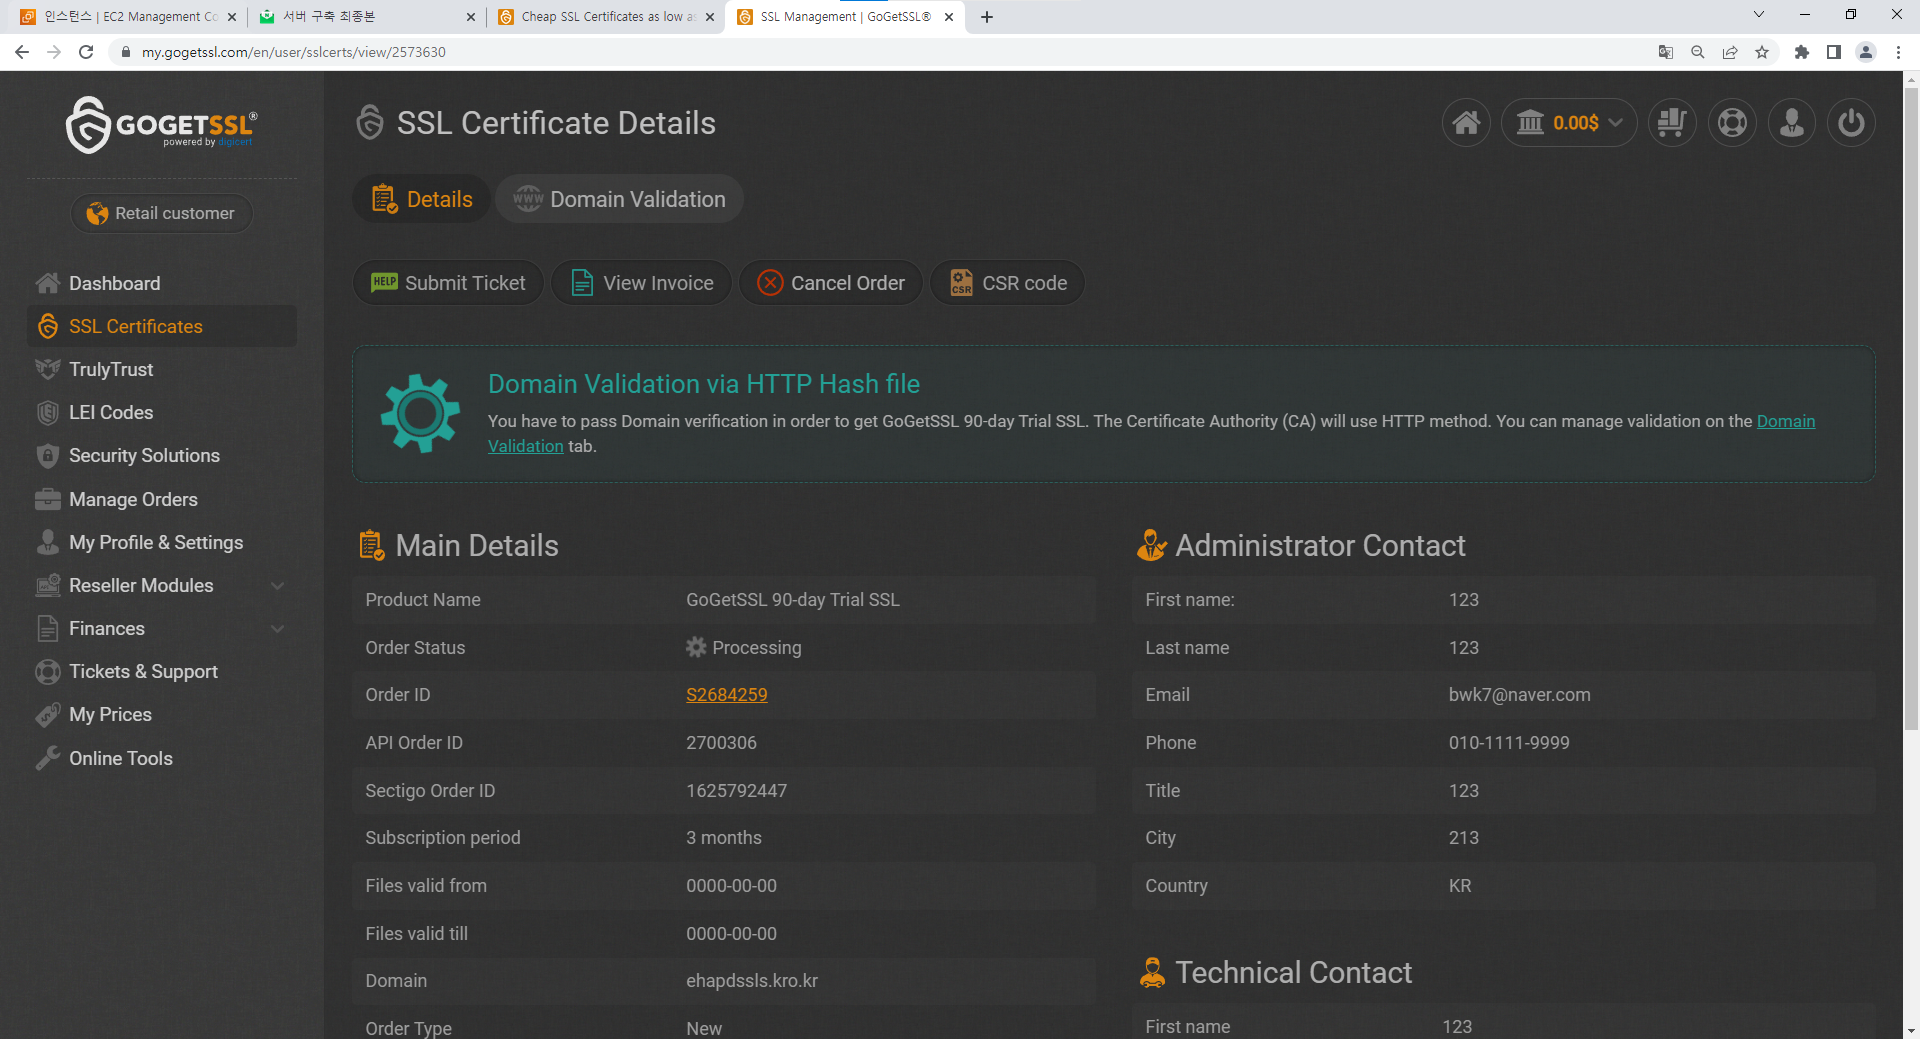 인스턴스 | EC2 Management Co
서버 구축 최종본
Cheap SSL Certificates as low as
SSL Management | GoGetSSL®
my.gogetssl.com/en/user/sslcerts/view/2573630
GOGETSSL®
powered by digicert
Retail customer
Dashboard
SSL Certificates
TrulyTrust
LEI Codes
Security Solutions
Manage Orders
My Profile & Settings
Reseller Modules
Finances
Tickets & Support
My Prices
Online Tools
SSL Certificate Details
0.00$
Details
WWW Domain Validation
HELP Submit Ticket
View Invoice
Cancel Order
CSR CSR code
Domain Validation via HTTP Hash file
You have to pass Domain verification in order to get GoGetSSL 90-day Trial SSL. The Certificate Authority (CA) will use HTTP method. You can manage validation on the Domain
Validation tab.
Main Details
Product Name GoGetSSL 90-day Trial SSL
Order Status Processing
Order ID S2684259
API Order ID 2700306
Sectigo Order ID 1625792447
Subscription period 3 months
Files valid from 0000-00-00
Files valid till 0000-00-00
Domain ehapdssls.kro.kr
Order Type New
Administrator Contact
First name: 123
Last name 123
Email bwk7@naver.com
Phone 010-1111-9999
Title 123
City 213
Country KR
Technical Contact
First name 123